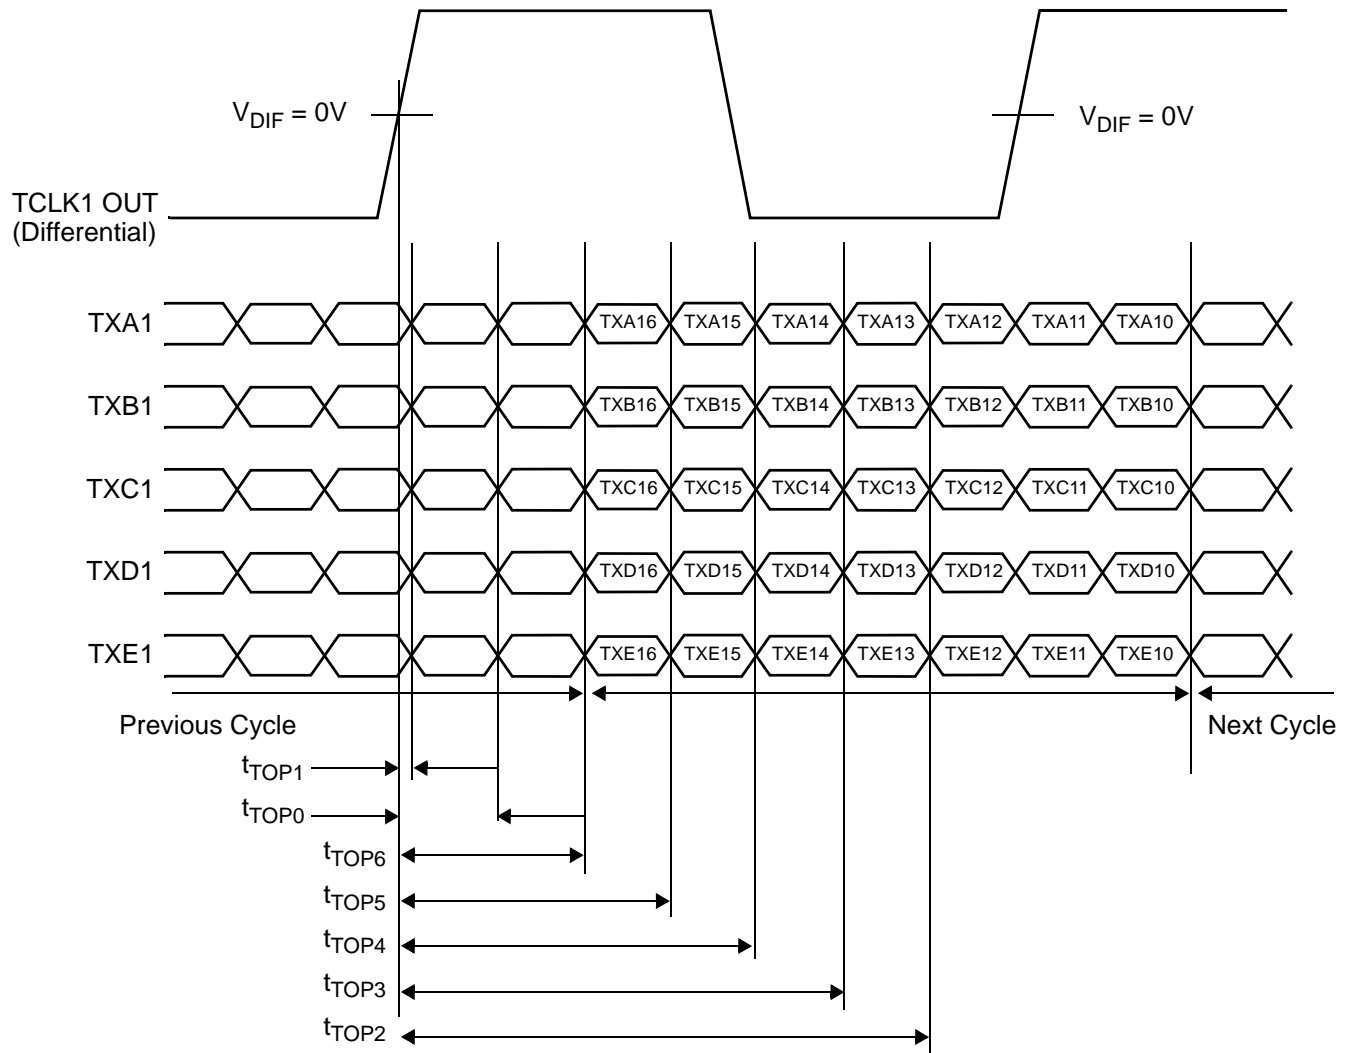 V_DIF = 0V
V_DIF = 0V
TCLK1 OUT
(Differential)
TXA1
TXA16 TXA15 TXA14 TXA13 TXA12 TXA11 TXA10
TXB1
TXB16 TXB15 TXB14 TXB13 TXB12 TXB11 TXB10
TXC1
TXC16 TXC15 TXC14 TXC13 TXC12 TXC11 TXC10
TXD1
TXD16 TXD15 TXD14 TXD13 TXD12 TXD11 TXD10
TXE1
TXE16 TXE15 TXE14 TXE13 TXE12 TXE11 TXE10
Previous Cycle
Next Cycle
t_TOP1
t_TOP0
t_TOP6
t_TOP5
t_TOP4
t_TOP3
t_TOP2